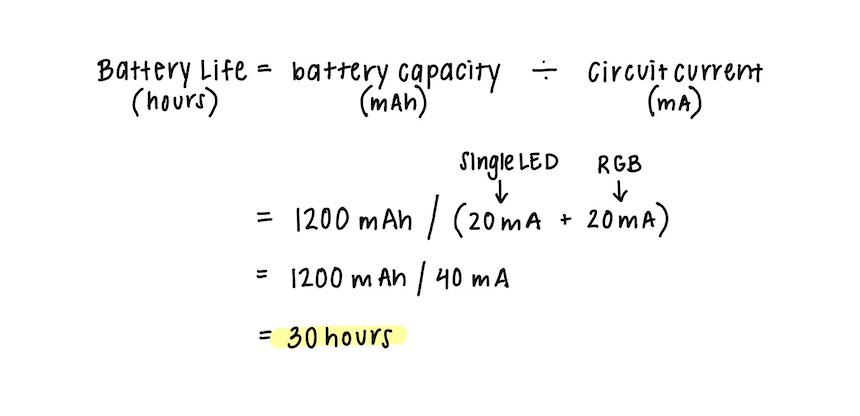 Battery Life = battery capacity ÷ circuit current
(hours) (mAh) (mA)
Single LED RGB
↓ ↓
= 1200 mAh / (20 mA + 20 mA)
= 1200 mAh / 40 mA
= 30 hours